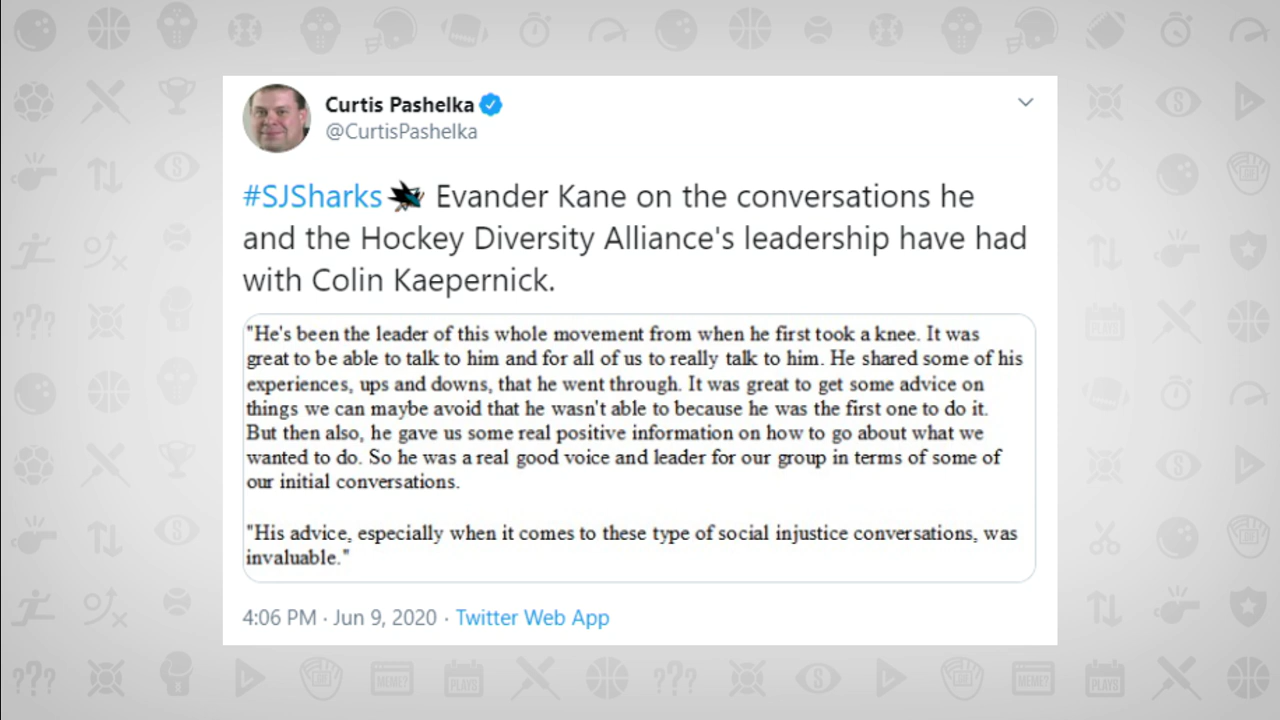 Curtis Pashelka
@CurtisPashelka
#SJSharks Evander Kane on the conversations he
and the Hockey Diversity Alliance's leadership have had
with Colin Kaepernick.
"He's been the leader of this whole movement from when he first took a knee. It was
great to be able to talk to him and for all of us to really talk to him. He shared some of his
experiences, ups and downs, that he went through. It was great to get some advice on
things we can maybe avoid that he wasn't able to because he was the first one to do it.
But then also, he gave us some real positive information on how to go about what we
wanted to do. So he was a real good voice and leader for our group in terms of some of
our initial conversations.
"His advice, especially when it comes to these type of social injustice conversations, was
invaluable."
4:06 PM · Jun 9, 2020 · Twitter Web App
???
???
PLAYS
???
MEME?
PLAYS
???
MEME?
PLAYS